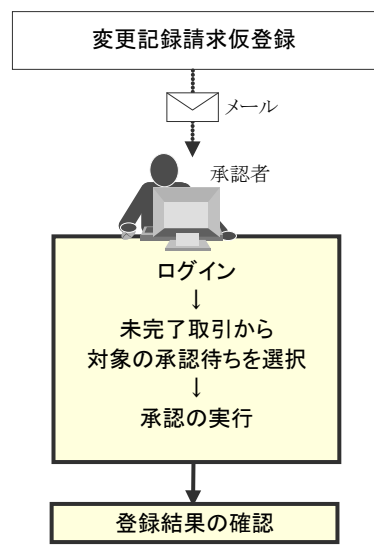 変更記録請求仮登録
メール
承認者
ログイン
↓
未完了取引から
対象の承認待ちを選択
↓
承認の実行
登録結果の確認